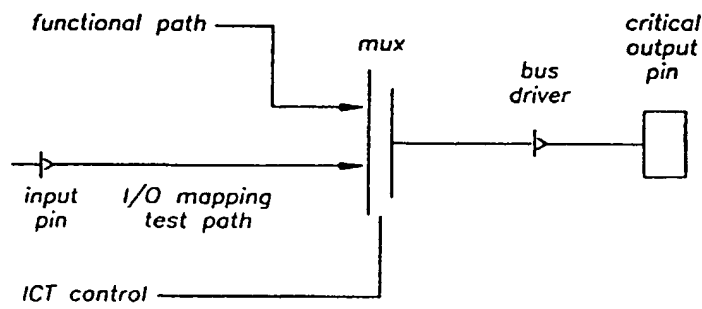 functional path
mux
critical
output
pin
bus
driver
input
pin
I/O mapping
test path
ICT control